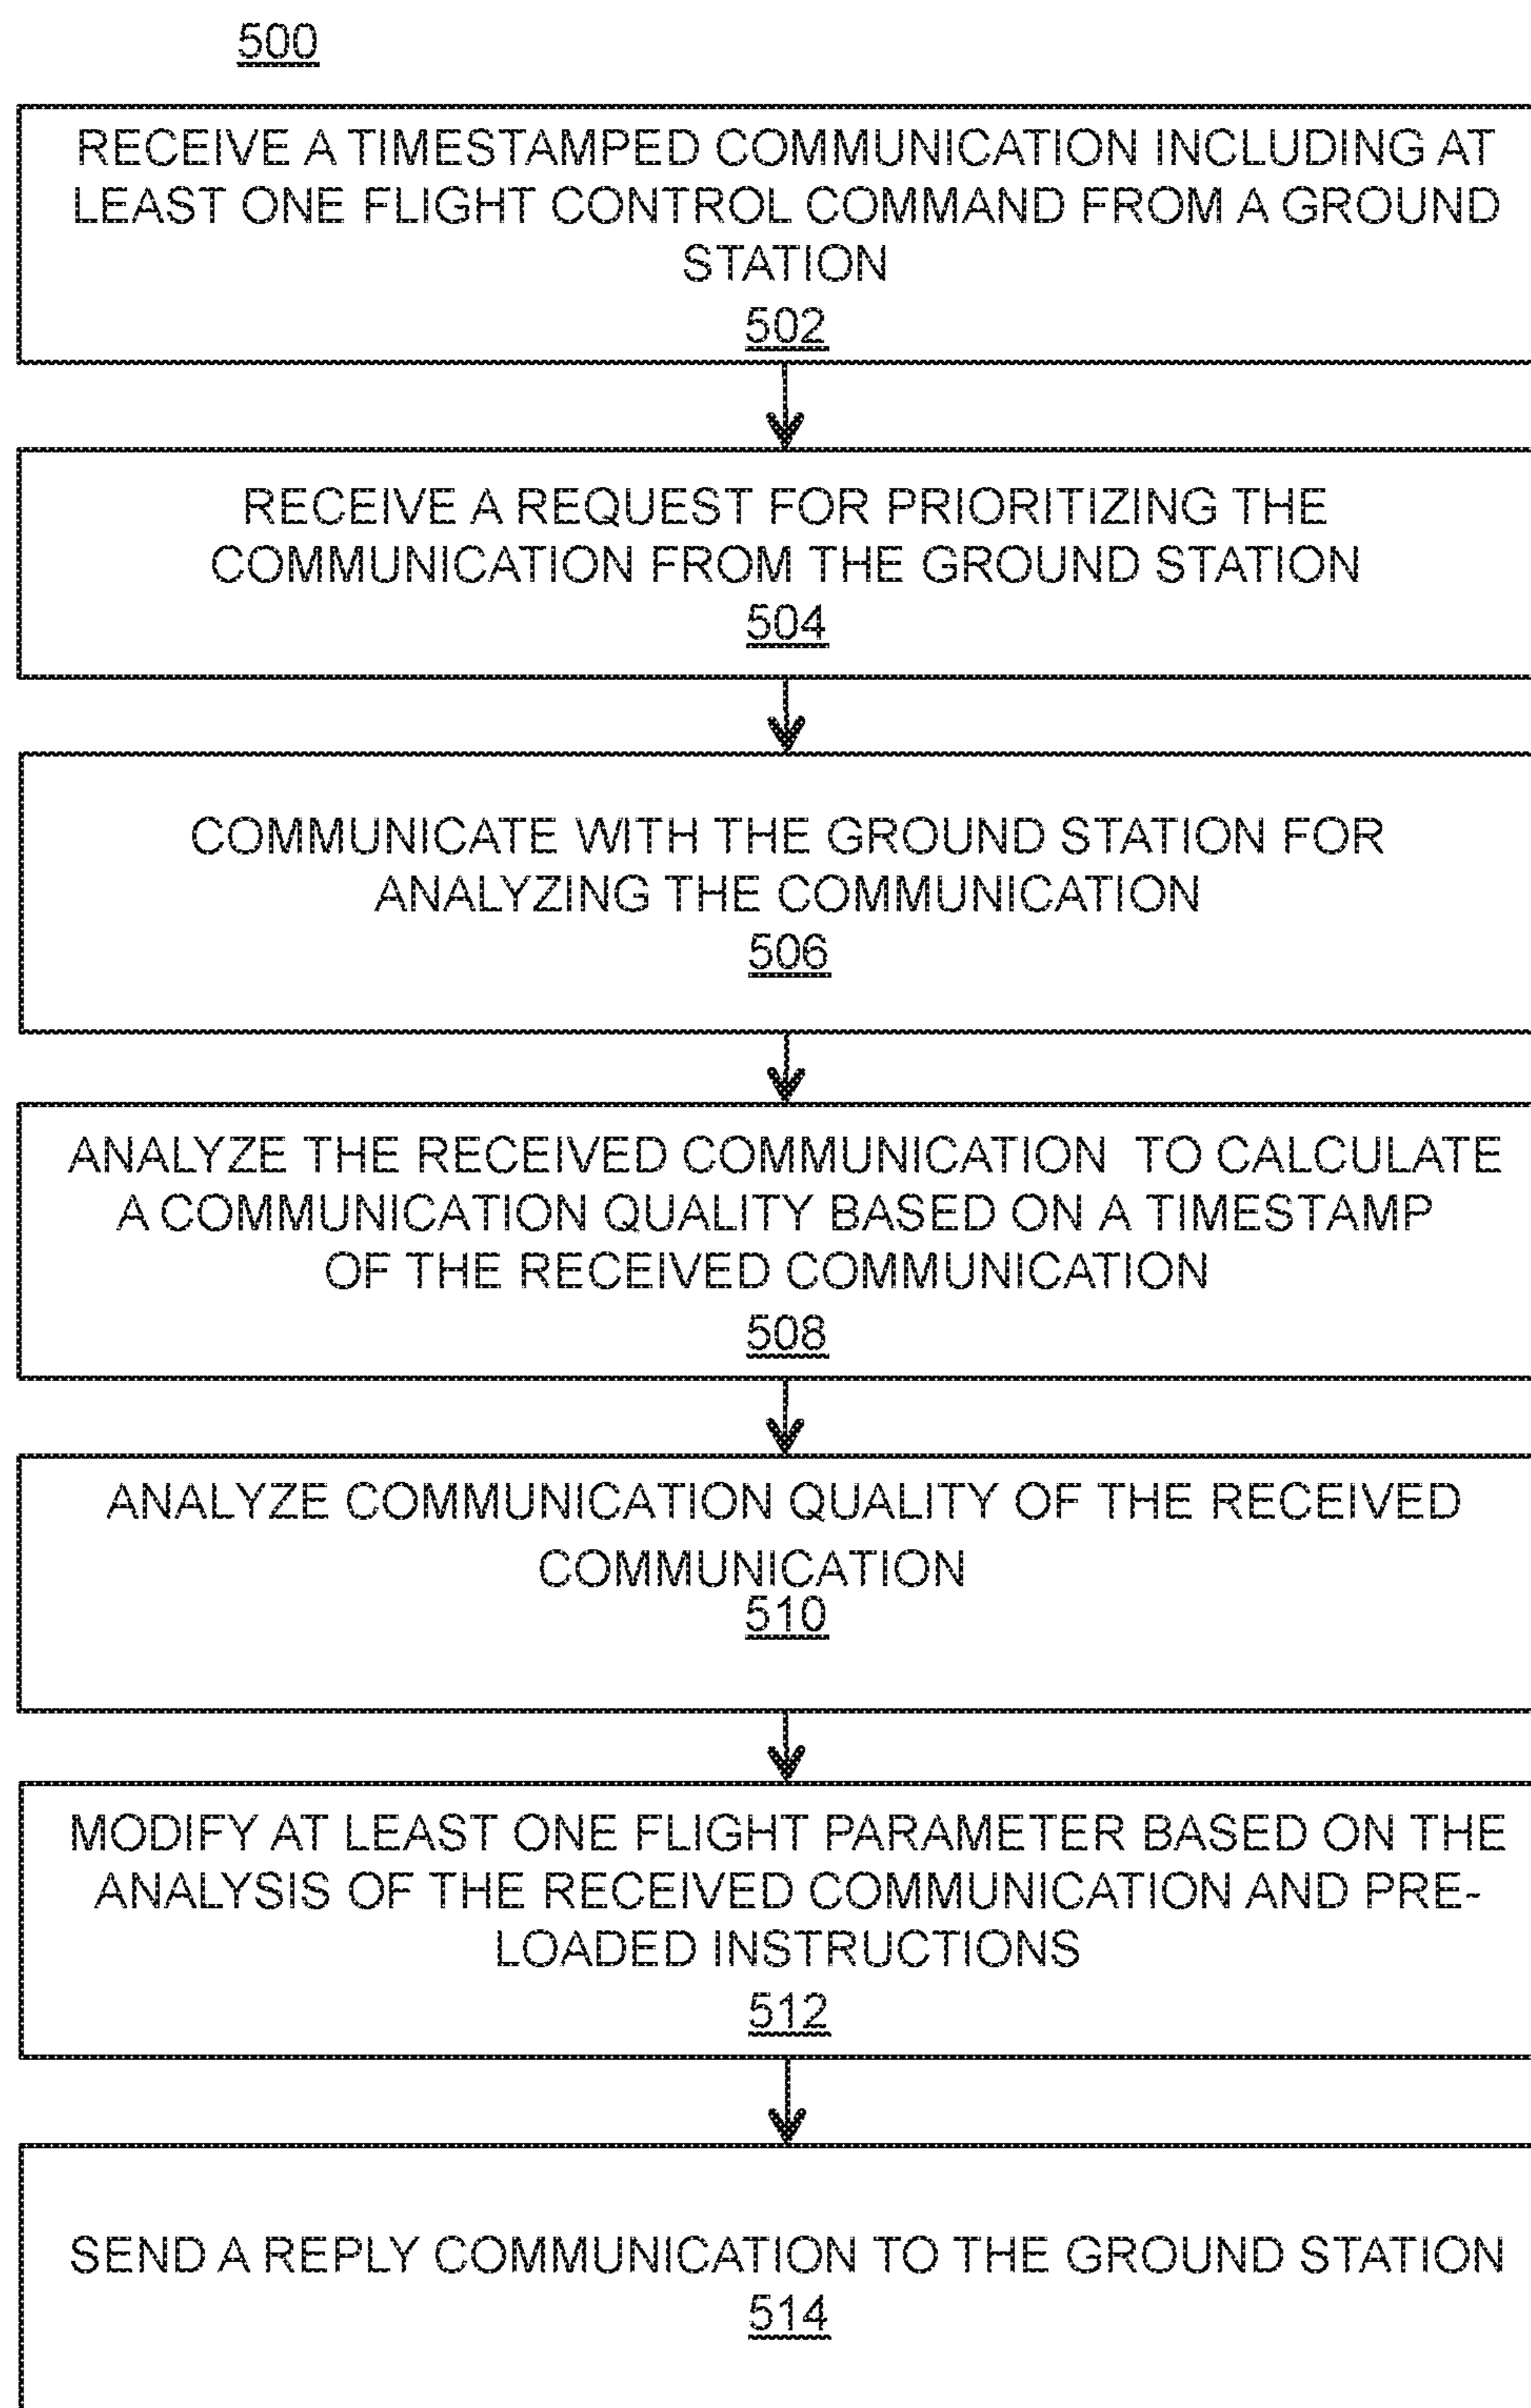 500
RECEIVE A TIMESTAMPED COMMUNICATION INCLUDING AT
LEAST ONE FLIGHT CONTROL COMMAND FROM A GROUND
STATION
502
RECEIVE A REQUEST FOR PRIORITIZING THE
COMMUNICATION FROM THE GROUND STATION
504
COMMUNICATE WITH THE GROUND STATION FOR
ANALYZING THE COMMUNICATION
506
ANALYZE THE RECEIVED COMMUNICATION TO CALCULATE
A COMMUNICATION QUALITY BASED ON A TIMESTAMP
OF THE RECEIVED COMMUNICATION
508
ANALYZE COMMUNICATION QUALITY OF THE RECEIVED
COMMUNICATION
510
MODIFY AT LEAST ONE FLIGHT PARAMETER BASED ON THE
ANALYSIS OF THE RECEIVED COMMUNICATION AND PRE-
LOADED INSTRUCTIONS
512
SEND A REPLY COMMUNICATION TO THE GROUND STATION
514